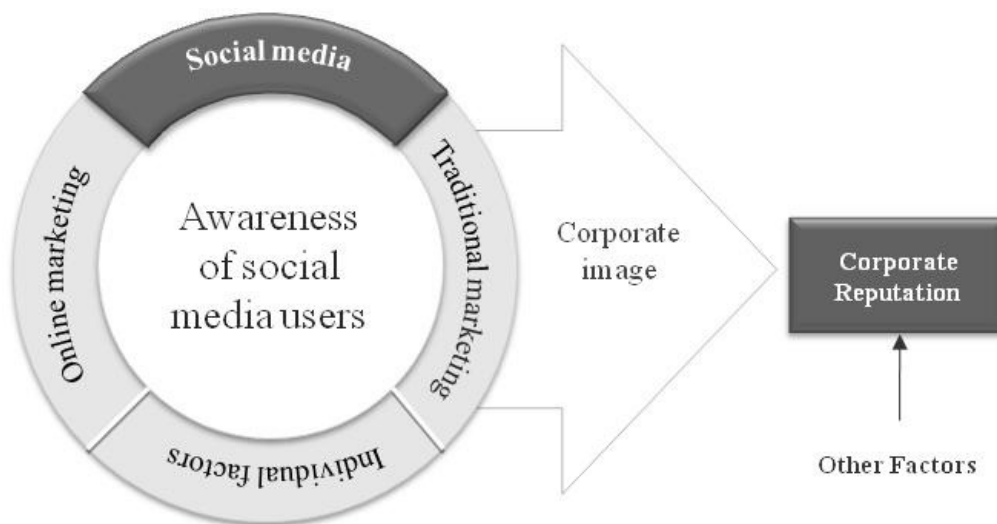 Social media
Online marketing
Traditional marketing
Individual factors
Awareness
of social
media users
Corporate
image
Corporate
Reputation
Other Factors